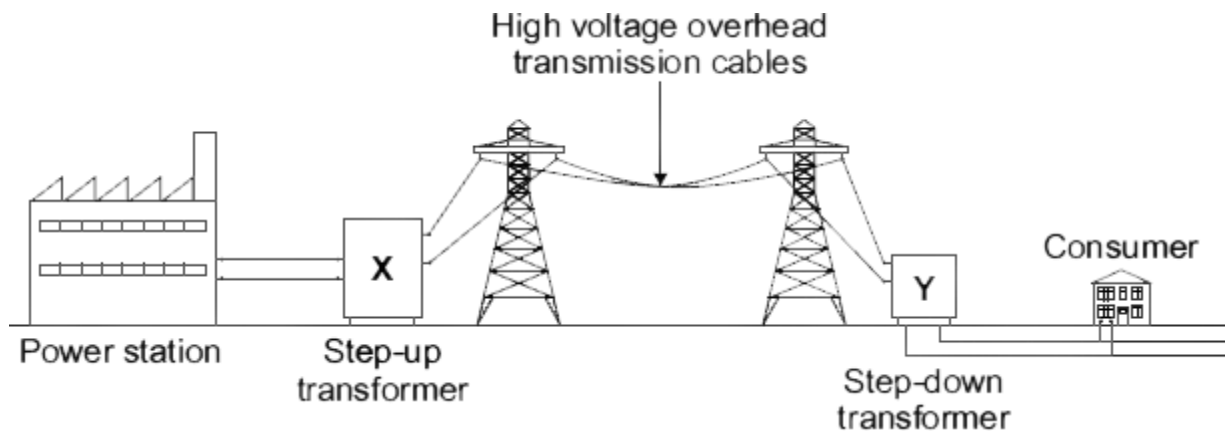 High voltage overhead
transmission cables
X
Y
Consumer
Power station
Step-up
transformer
Step-down
transformer